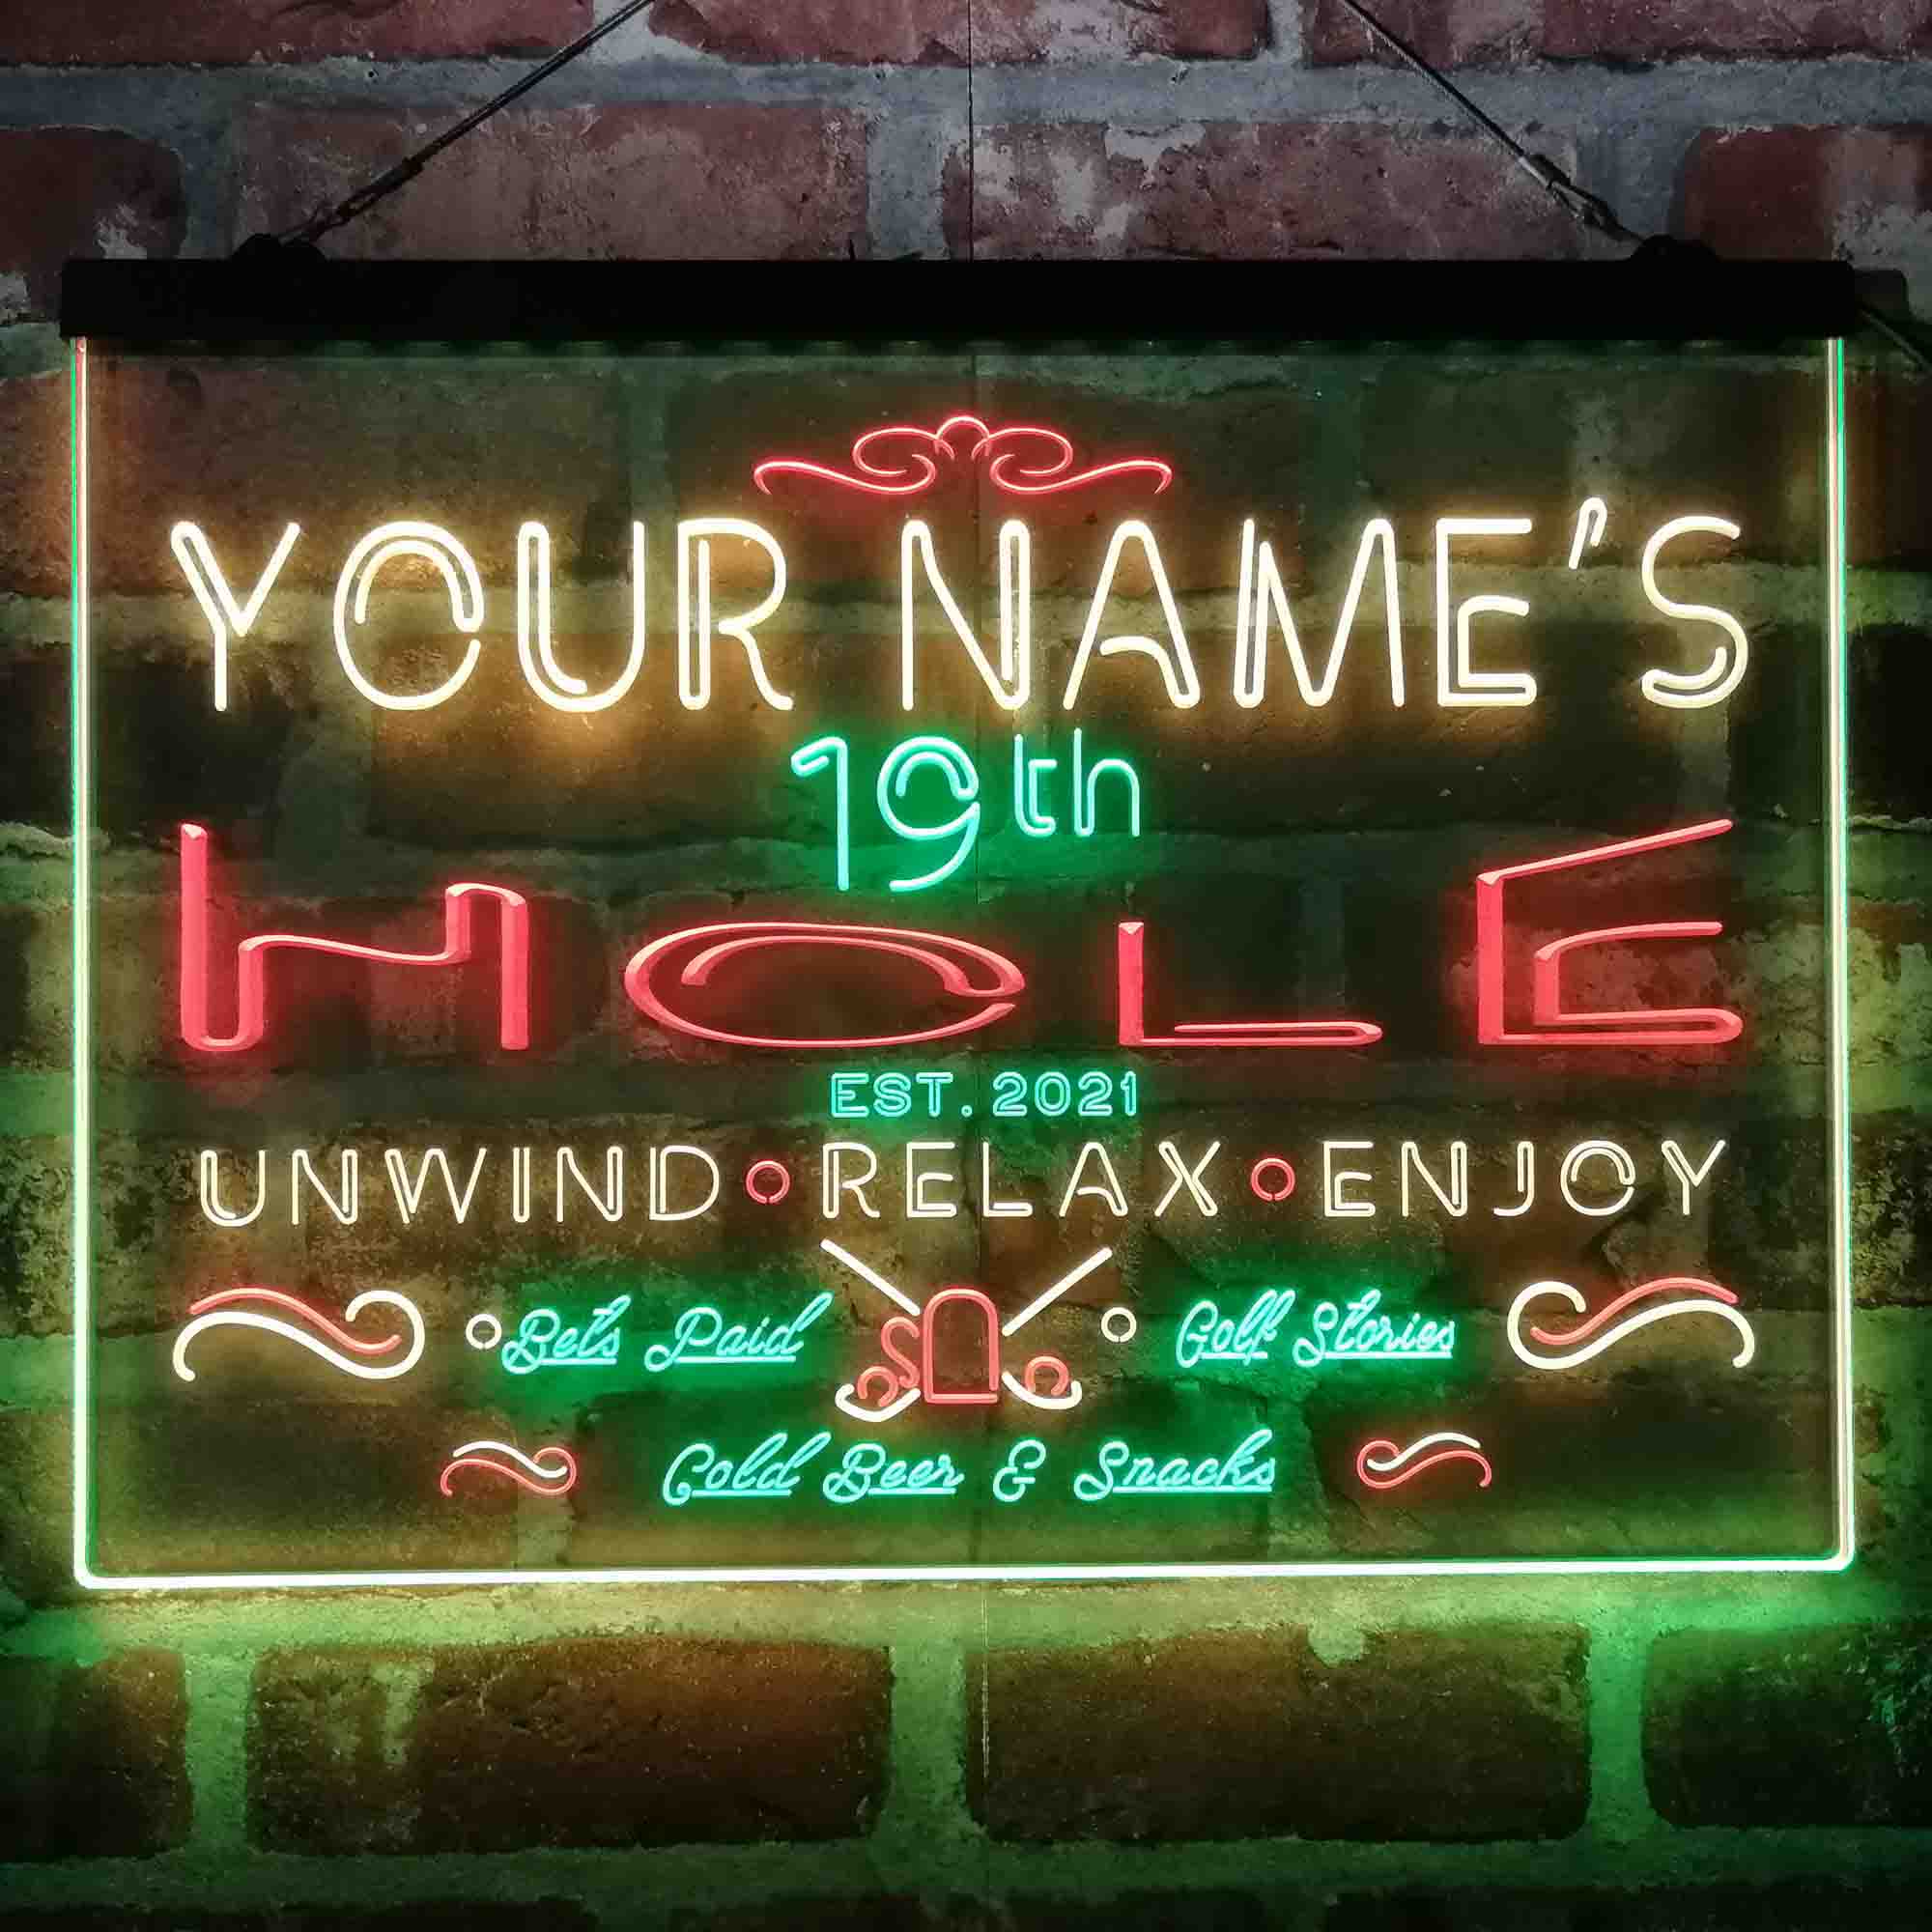 YOUR NAME'S
19th
HOLE
EST. 2021
UNWIND • RELAX • ENJOY
Bets Paid Golf Stories
Cold Beer & Snacks